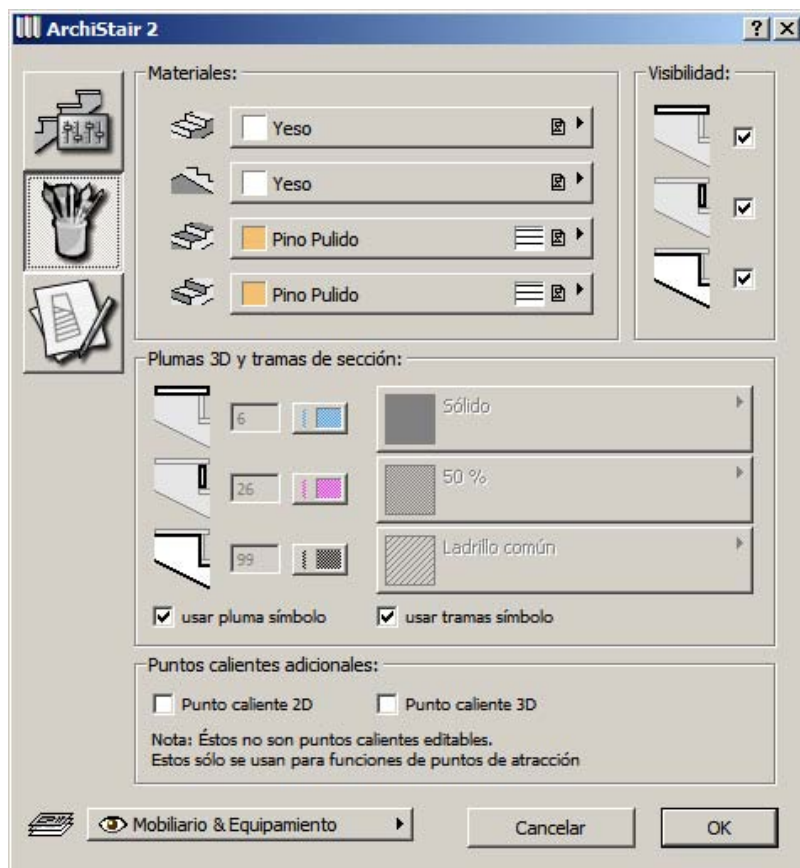 ArchiStair 2
Materiales:
Visibilidad:
Yeso
Yeso
Pino Pulido
Pino Pulido
Plumas 3D y tramas de sección:
6
Sólido
26
50 %
99
Ladrillo común
usar pluma símbolo
usar tramas símbolo
Puntos calientes adicionales:
Punto caliente 2D
Punto caliente 3D
Nota: Éstos no son puntos calientes editables.
Estos sólo se usan para funciones de puntos de atracción
Mobiliario & Equipamiento
Cancelar
OK